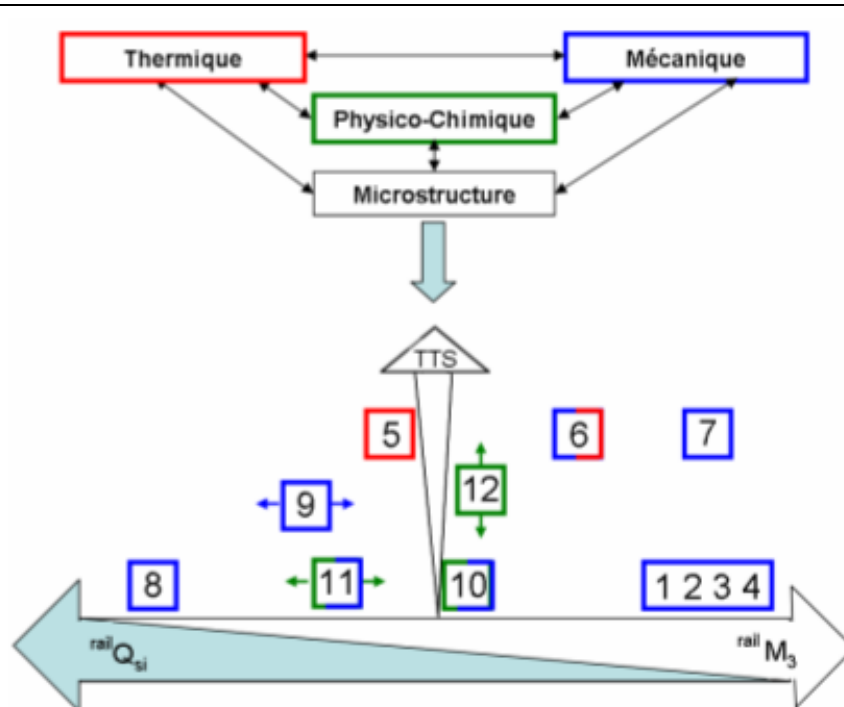 Thermique Mécanique
Physico-Chimique
Microstructure
TTS
5 6 7
12
9
8 11 10 1 2 3 4
railQsi railM3